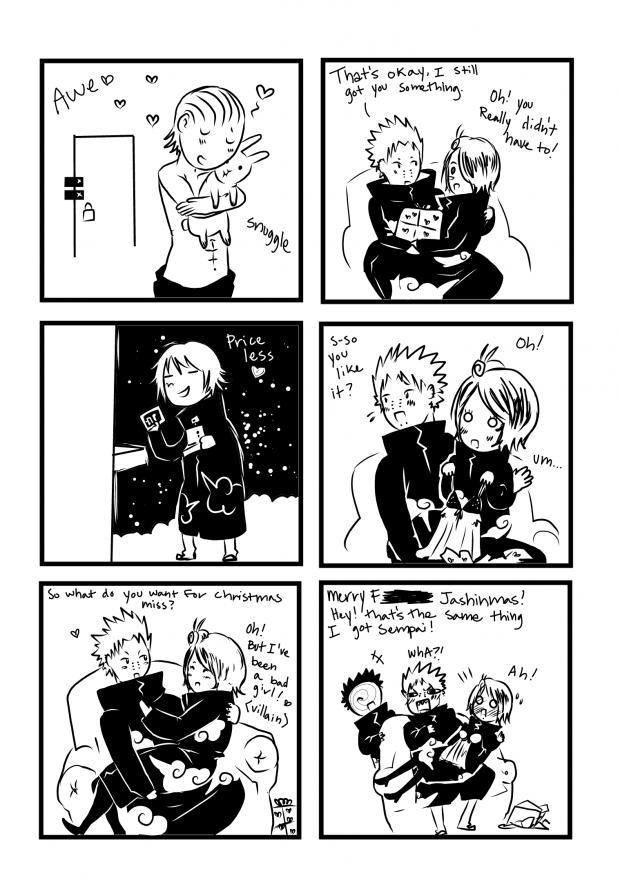 Awe
snuggle
Price
less
So what do you want for Christmas
miss?
Oh!
But I've
been
a bad
girl!
(villain)
That's okay, I still
got you something.
Oh! you
Really didn't
have to!
s-so
you
like
it?
Oh!
um...
Merry F Jashinmas!
Hey! that's the same thing
I got Sempai!
WhA?!
Ah!